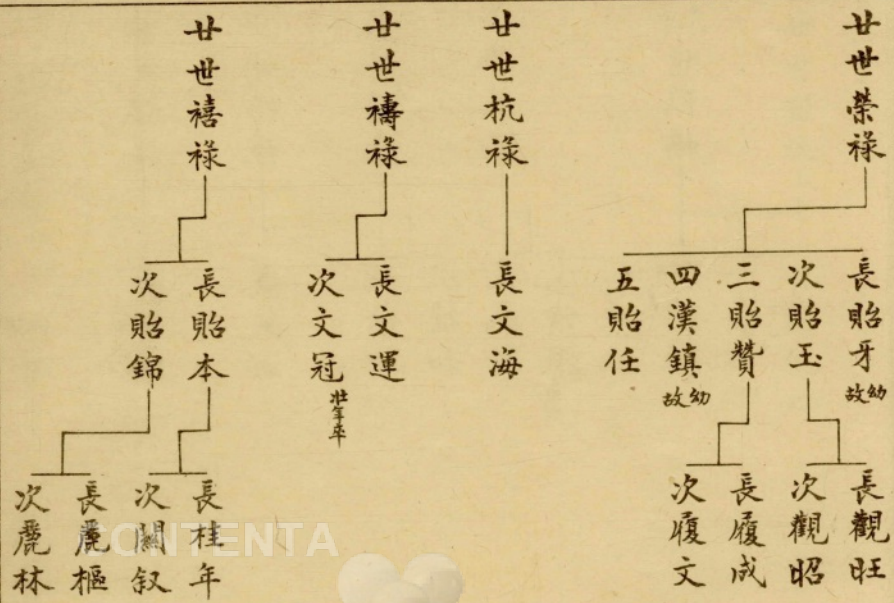 廿世榮祿
長貽牙幼故
次貽玉
三貽贊
四漢鎮幼故
五貽任
長觀旺
次觀昭
長履成
次履文
廿世杭祿
長文海
廿世禱祿
長文運
次文冠壯年卒
廿世禧祿
長貽本
次貽錦
長桂年
次關叙
長麗樞
次麗林
CONTENTA